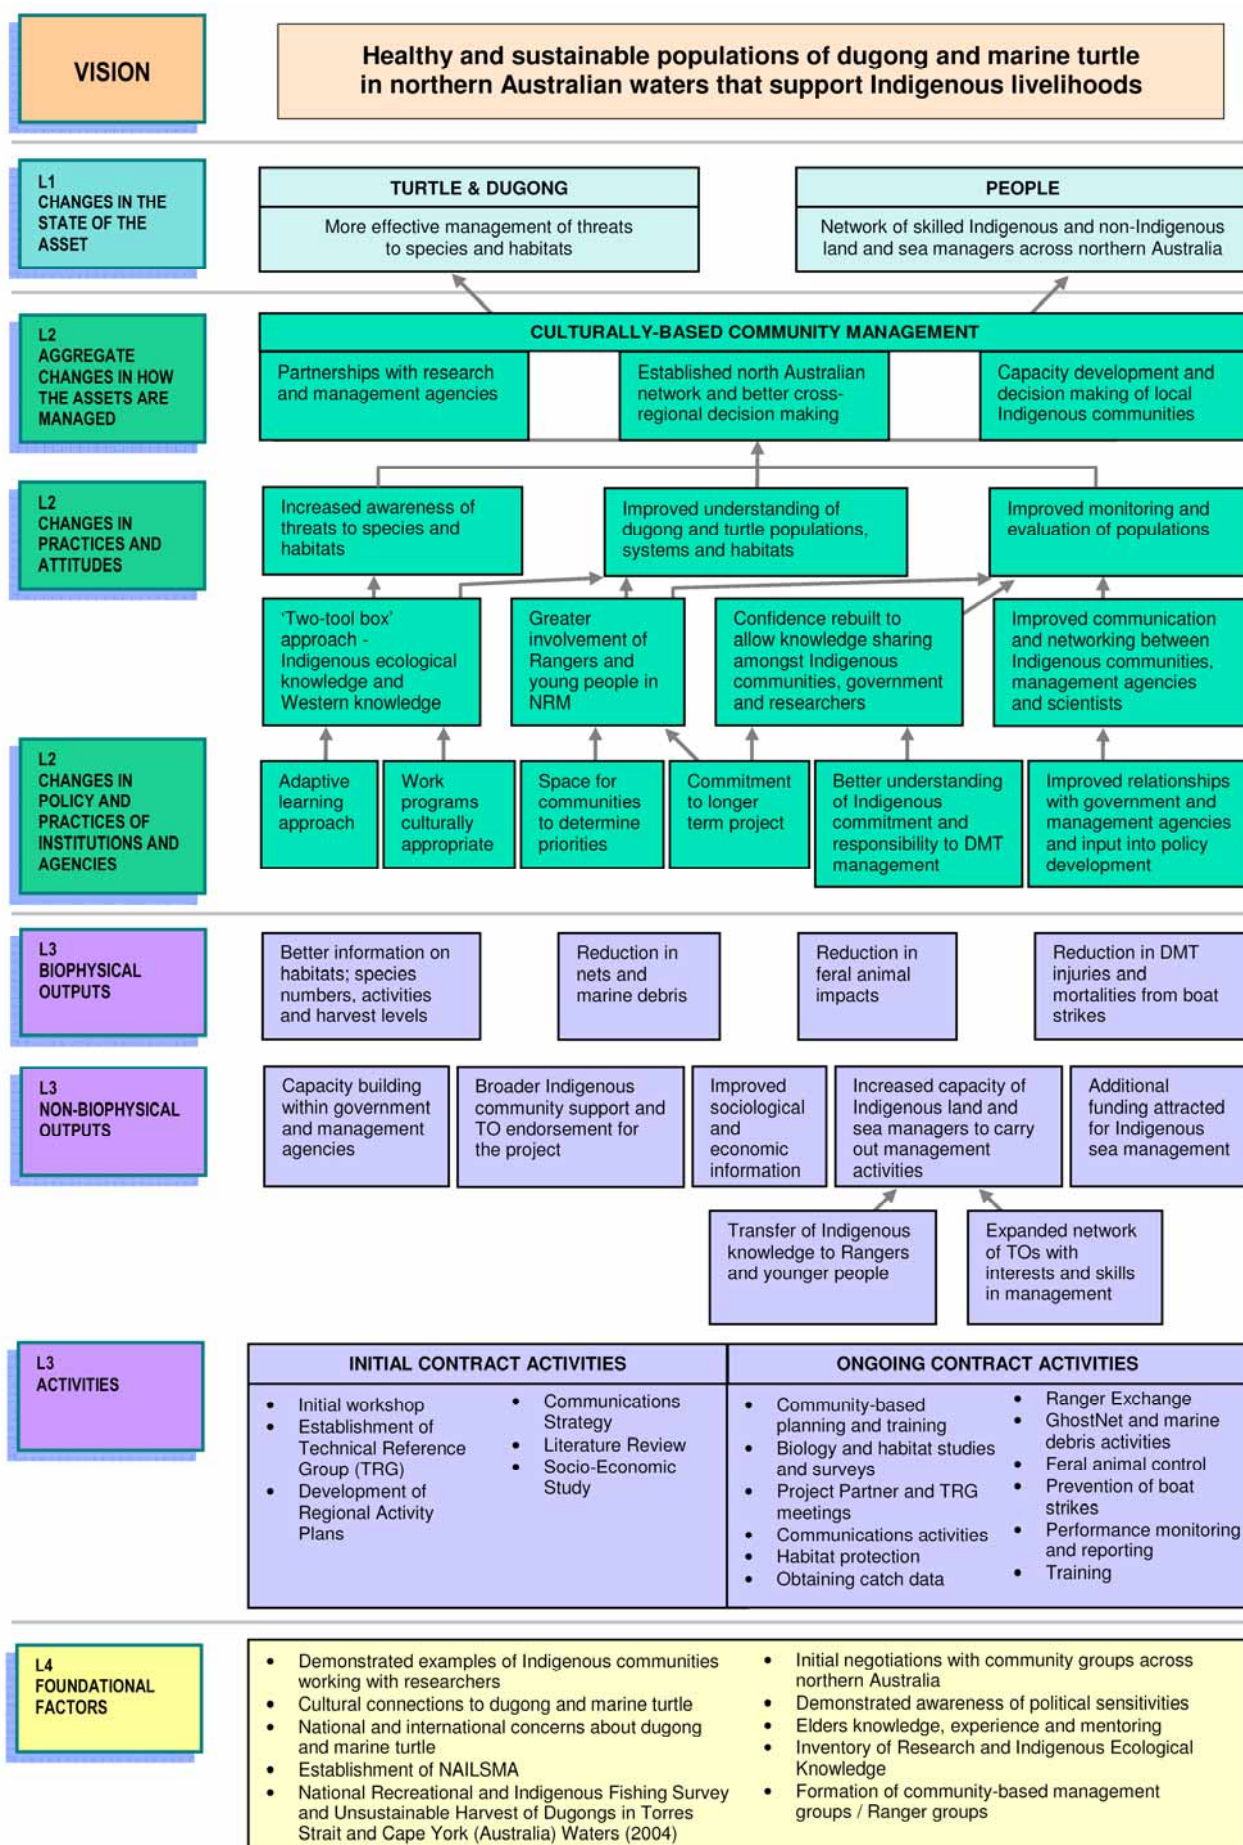 VISION
Healthy and sustainable populations of dugong and marine turtle
in northern Australian waters that support Indigenous livelihoods
L1
CHANGES IN THE
STATE OF THE
ASSET
TURTLE & DUGONG
More effective management of threats
to species and habitats
PEOPLE
Network of skilled Indigenous and non-Indigenous
land and sea managers across northern Australia
L2
AGGREGATE
CHANGES IN HOW
THE ASSETS ARE
MANAGED
CULTURALLY-BASED COMMUNITY MANAGEMENT
Partnerships with research
and management agencies
Established north Australian
network and better cross-
regional decision making
Capacity development and
decision making of local
Indigenous communities
L2
CHANGES IN
PRACTICES AND
ATTITUDES
Increased awareness of
threats to species and
habitats
Improved understanding of
dugong and turtle populations,
systems and habitats
Improved monitoring and
evaluation of populations
'Two-tool box'
approach -
Indigenous ecological
knowledge and
Western knowledge
Greater
involvement of
Rangers and
young people in
NRM
Confidence rebuilt to
allow knowledge sharing
amongst Indigenous
communities, government
and researchers
Improved communication
and networking between
Indigenous communities,
management agencies
and scientists
L2
CHANGES IN
POLICY AND
PRACTICES OF
INSTITUTIONS AND
AGENCIES
Adaptive
learning
approach
Work
programs
culturally
appropriate
Space for
communities
to determine
priorities
Commitment
to longer
term project
Better understanding
of Indigenous
commitment and
responsibility to DMT
management
Improved relationships
with government and
management agencies
and input into policy
development
L3
BIOPHYSICAL
OUTPUTS
Better information on
habitats; species
numbers, activities
and harvest levels
Reduction in
nets and
marine debris
Reduction in
feral animal
impacts
Reduction in DMT
injuries and
mortalities from boat
strikes
L3
NON-BIOPHYSICAL
OUTPUTS
Capacity building
within government
and management
agencies
Broader Indigenous
community support and
TO endorsement for
the project
Improved
sociological
and
economic
information
Increased capacity of
Indigenous land and
sea managers to carry
out management
activities
Additional
funding attracted
for Indigenous
sea management
Transfer of Indigenous
knowledge to Rangers
and younger people
Expanded network
of TOs with
interests and skills
in management
L3
ACTIVITIES
INITIAL CONTRACT ACTIVITIES
• Initial workshop
• Establishment of
Technical Reference
Group (TRG)
• Development of
Regional Activity
Plans
• Communications
Strategy
• Literature Review
• Socio-Economic
Study
ONGOING CONTRACT ACTIVITIES
• Community-based
planning and training
• Biology and habitat studies
and surveys
• Project Partner and TRG
meetings
• Communications activities
• Habitat protection
• Obtaining catch data
• Ranger Exchange
• GhostNet and marine
debris activities
• Feral animal control
• Prevention of boat
strikes
• Performance monitoring
and reporting
• Training
L4
FOUNDATIONAL
FACTORS
• Demonstrated examples of Indigenous communities
working with researchers
• Cultural connections to dugong and marine turtle
• National and international concerns about dugong
and marine turtle
• Establishment of NAILSMA
• National Recreational and Indigenous Fishing Survey
and Unsustainable Harvest of Dugongs in Torres
Strait and Cape York (Australia) Waters (2004)
• Initial negotiations with community groups across
northern Australia
• Demonstrated awareness of political sensitivities
• Elders knowledge, experience and mentoring
• Inventory of Research and Indigenous Ecological
Knowledge
• Formation of community-based management
groups / Ranger groups